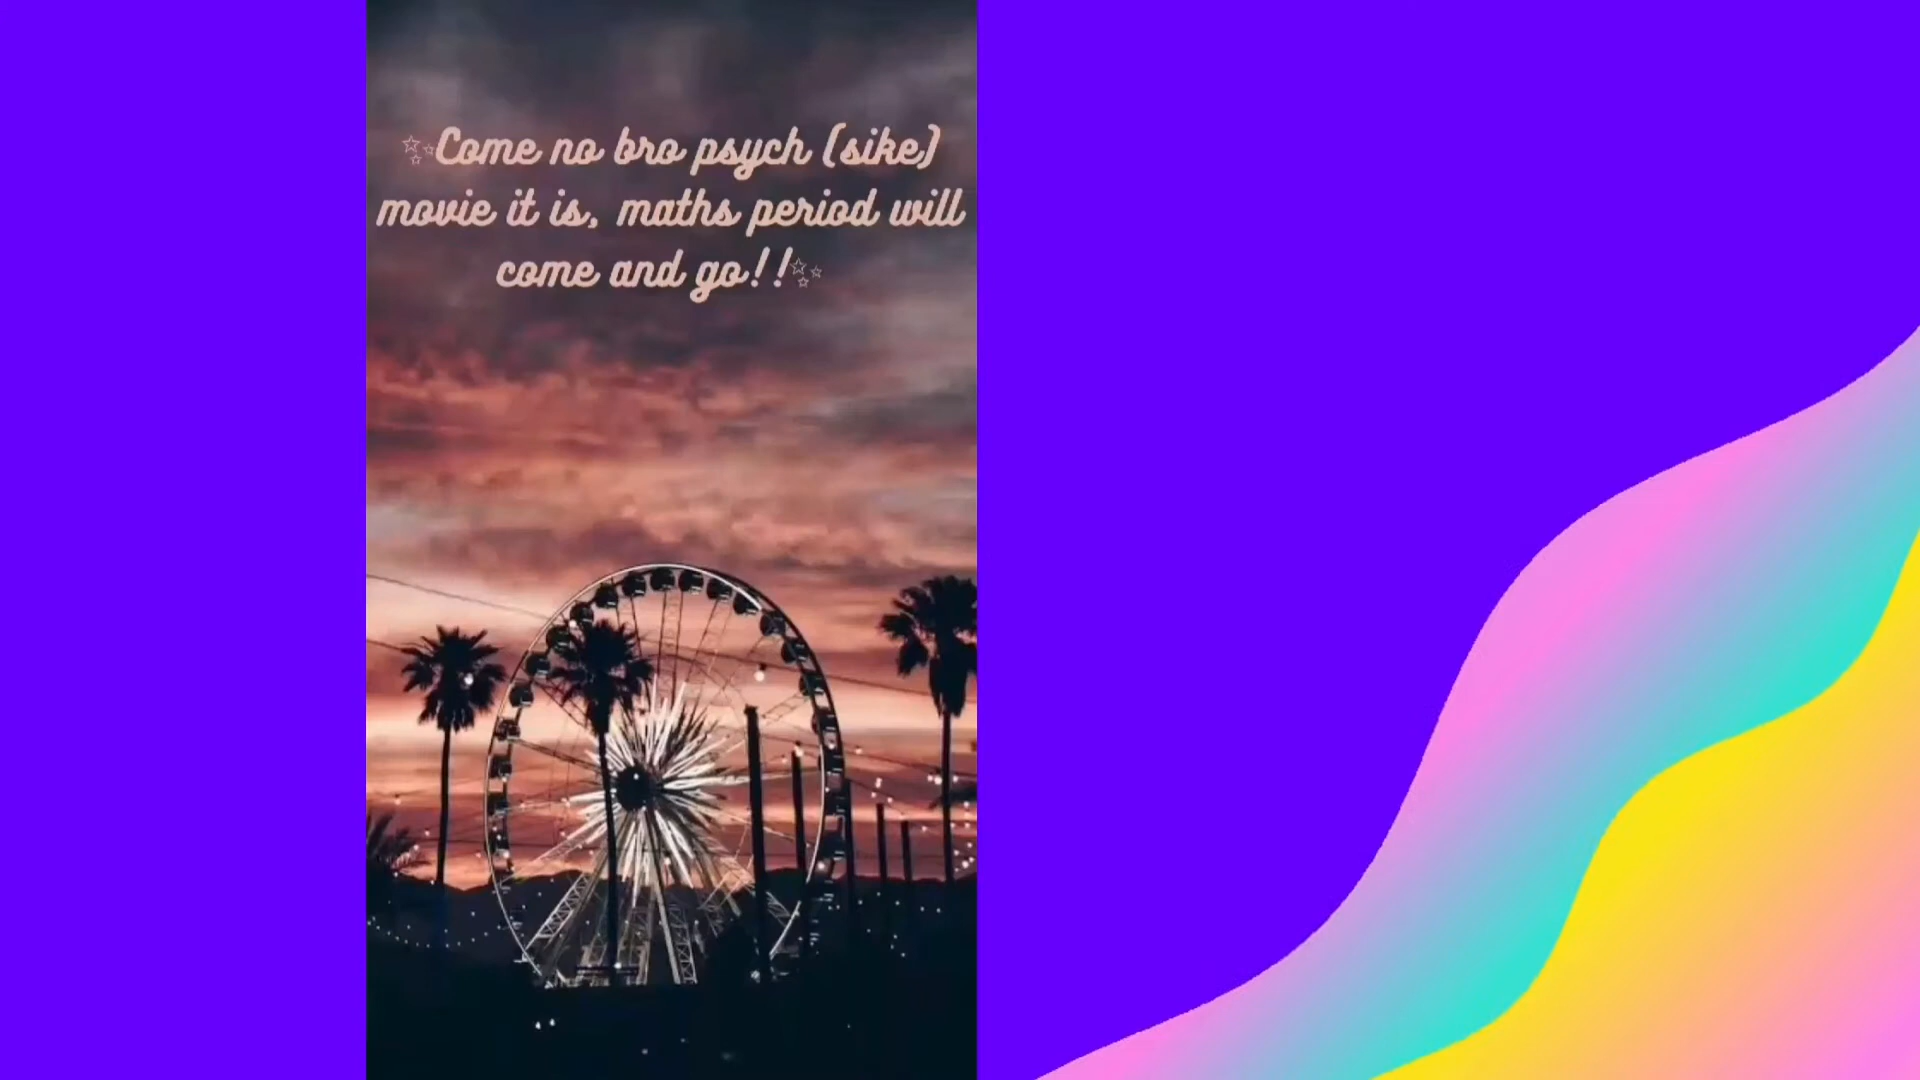 ✨Come no bro psych (sike)
movie it is, maths period will
come and go!!✨